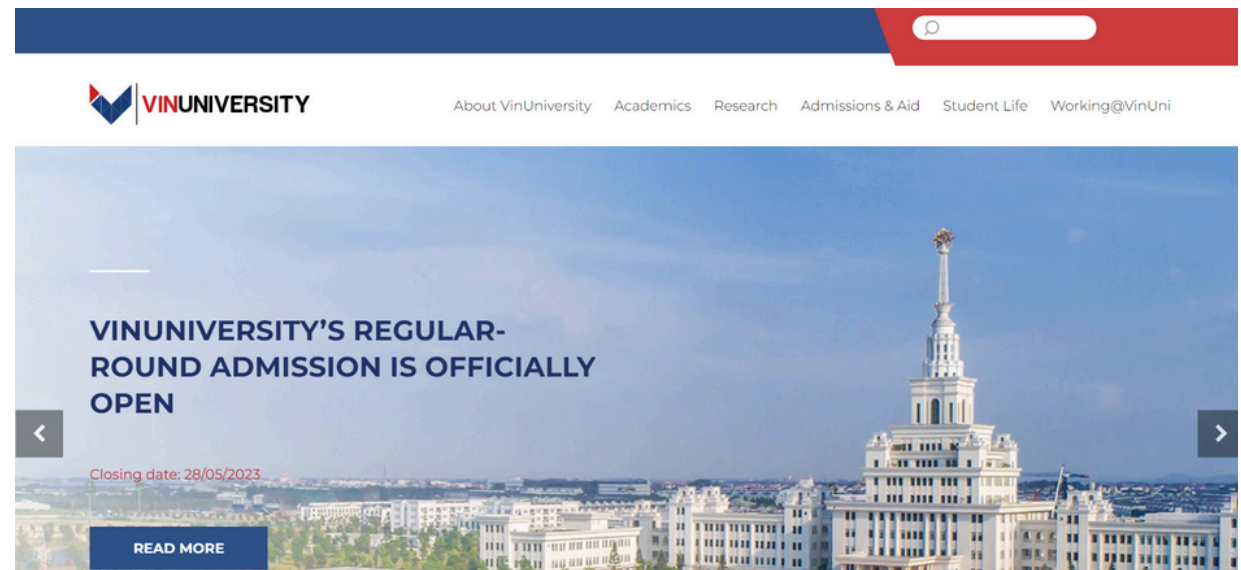 VINUNIVERSITY
About VinUniversity Academics Research Admissions & Aid Student Life Working@VinUni
VINUNIVERSITY’S REGULAR-
ROUND ADMISSION IS OFFICIALLY
OPEN
Closing date: 28/05/2023
READ MORE